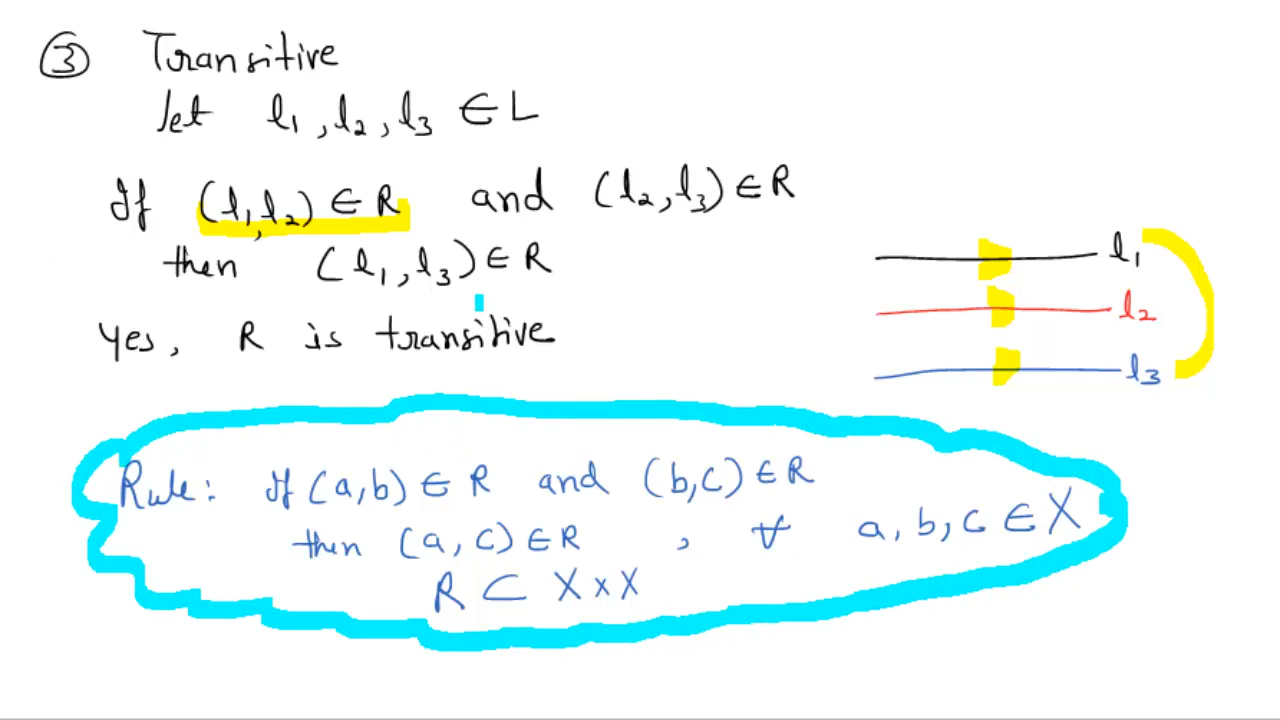 ③ Transitive
Let l₁, l₂, l₃ ∈ L
If (l₁, l₂) ∈ R and (l₂, l₃) ∈ R
then (l₁, l₃) ∈ R
l₁
l₂
l₃
Yes, R is transitive
Rule: If (a,b) ∈ R and (b,c) ∈ R
then (a, c) ∈ R , ∀ a, b, c ∈ X
R ⊂ X × X